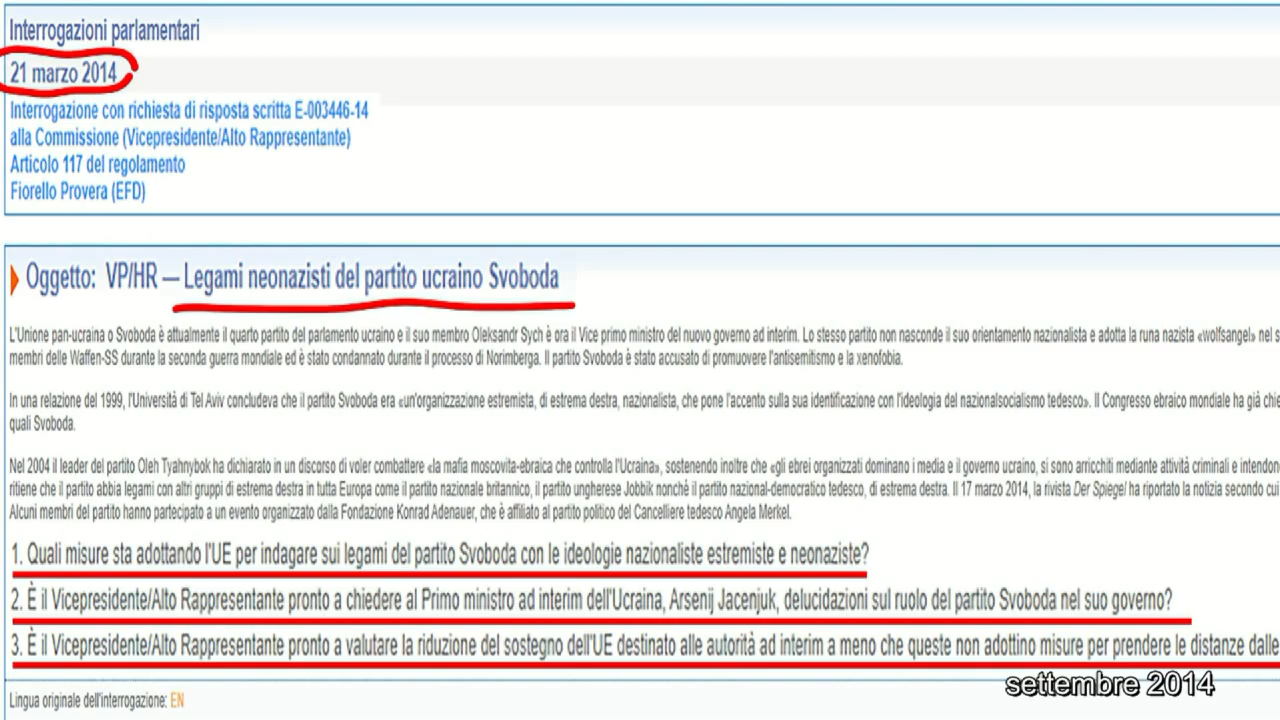 Interrogazioni parlamentari
21 marzo 2014
Interrogazione con richiesta di risposta scritta E-003446-14
alla Commissione (Vicepresidente/Alto Rappresentante)
Articolo 117 del regolamento
Fiorello Provera (EFD)
Oggetto: VP/HR — Legami neonazisti del partito ucraino Svoboda
L'Unione pan-ucraina o Svoboda è attualmente il quarto partito del parlamento ucraino e il suo membro Oleksandr Sych è ora il Vice primo ministro del nuovo governo ad interim. Lo stesso partito non nasconde il suo orientamento nazionalista e adotta la runa nazista «wolfsangel» nel s
membri delle Waffen-SS durante la seconda guerra mondiale ed è stato condannato durante il processo di Norimberga. Il partito Svoboda è stato accusato di promuovere l'antisemitismo e la xenofobia.
In una relazione del 1999, l'Università di Tel Aviv concludeva che il partito Svoboda era «un'organizzazione estremista, di estrema destra, nazionalista, che pone l'accento sulla sua identificazione con l'ideologia del nazionalsocialismo tedesco». Il Congresso ebraico mondiale ha già chie
quali Svoboda.
Nel 2004 il leader del partito Oleh Tyahnybok ha dichiarato in un discorso di voler combattere «la mafia moscovita-ebraica che controlla l'Ucraina», sostenendo inoltre che «gli ebrei organizzati dominano i media e il governo ucraino, si sono arricchiti mediante attività criminali e intendon
ritiene che il partito abbia legami con altri gruppi di estrema destra in tutta Europa come il partito nazionale britannico, il partito ungherese Jobbik nonchè il partito nazional-democratico tedesco, di estrema destra. Il 17 marzo 2014, la rivista Der Spiegel ha riportato la notizia secondo cui
Alcuni membri del partito hanno partecipato a un evento organizzato dalla Fondazione Konrad Adenauer, che è affiliato al partito politico del Cancelliere tedesco Angela Merkel.
1. Quali misure sta adottando l'UE per indagare sui legami del partito Svoboda con le ideologie nazionaliste estremiste e neonaziste?
2. È il Vicepresidente/Alto Rappresentante pronto a chiedere al Primo ministro ad interim dell'Ucraina, Arsenij Jacenjuk, delucidazioni sul ruolo del partito Svoboda nel suo governo?
3. È il Vicepresidente/Alto Rappresentante pronto a valutare la riduzione del sostegno dell'UE destinato alle autorità ad interim a meno che queste non adottino misure per prendere le distanze dalle
settembre 2014
Lingua originale dell'interrogazione: EN